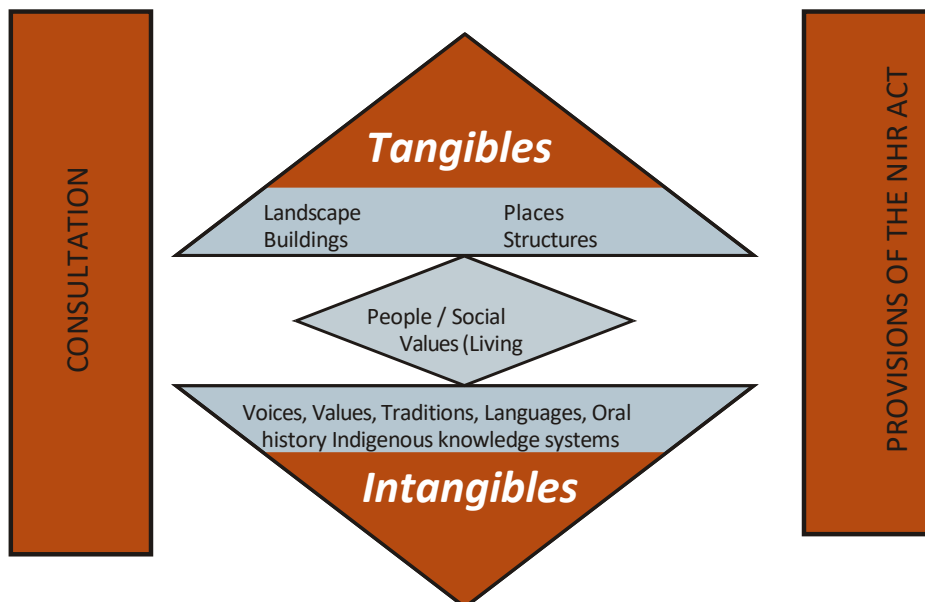 CONSULTATION
Tangibles
Landscape Places
Buildings Structures
People / Social
Values (Living
Voices, Values, Traditions, Languages, Oral
history Indigenous knowledge systems
Intangibles
PROVISIONS OF THE NHR ACT